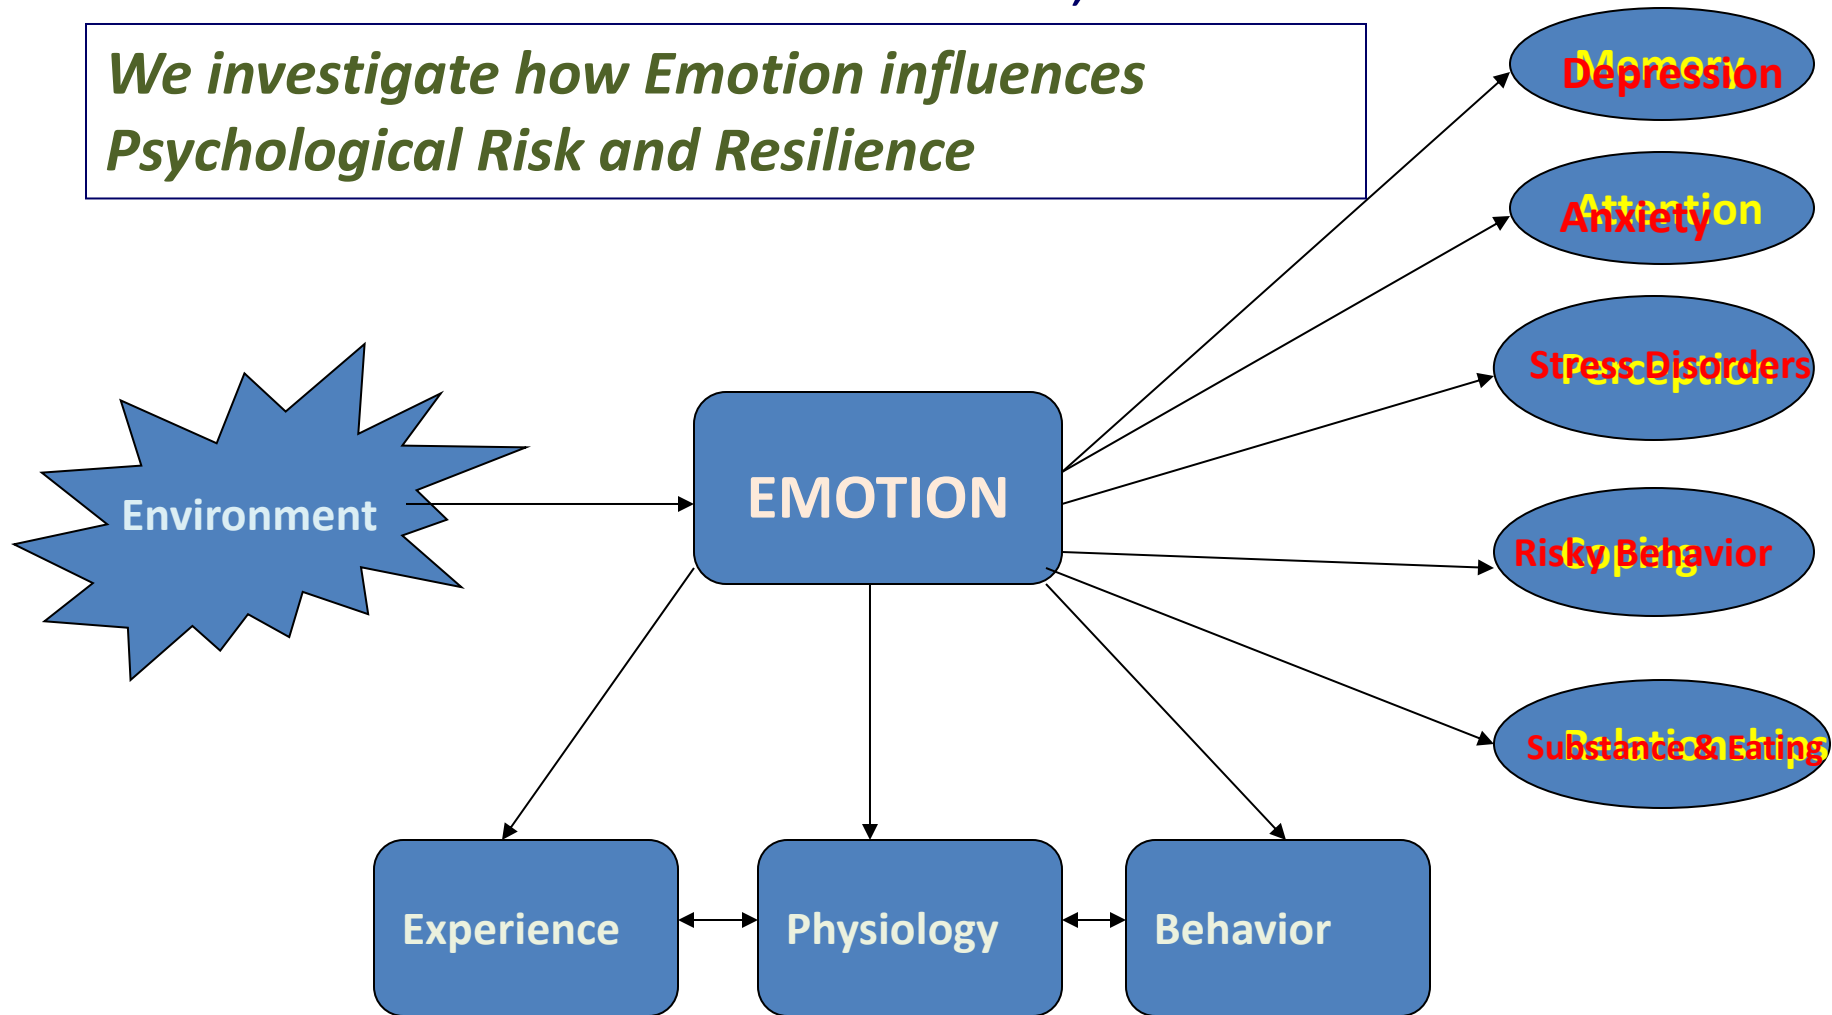 We investigate how Emotion influences
Psychological Risk and Resilience
Memory
Depression
Attention
Anxiety
Perception
Stress Disorders
Environment
EMOTION
Coping
Risky Behavior
Relationships
Substance & Eating
Experience
Physiology
Behavior